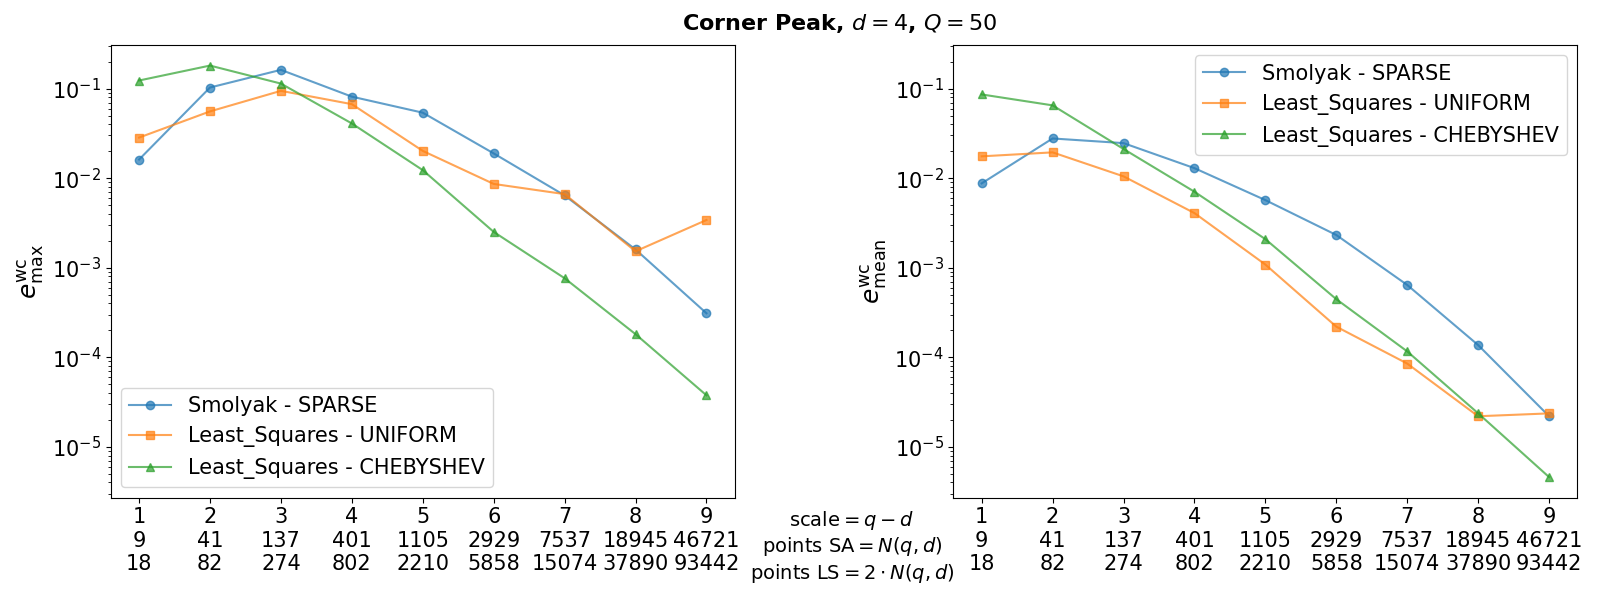 Corner Peak, d = 4, Q = 50
e^wc_max
10^−1
10^−2
10^−3
10^−4
10^−5
Smolyak - SPARSE
Least_Squares - UNIFORM
Least_Squares - CHEBYSHEV
1 2 3 4 5 6 7 8 9
9 41 137 401 1105 2929 7537 18945 46721
18 82 274 802 2210 5858 15074 37890 93442
scale = q − d
points SA = N(q, d)
points LS = 2 · N(q, d)
e^wc_mean
10^−1
10^−2
10^−3
10^−4
10^−5
Smolyak - SPARSE
Least_Squares - UNIFORM
Least_Squares - CHEBYSHEV
1 2 3 4 5 6 7 8 9
9 41 137 401 1105 2929 7537 18945 46721
18 82 274 802 2210 5858 15074 37890 93442